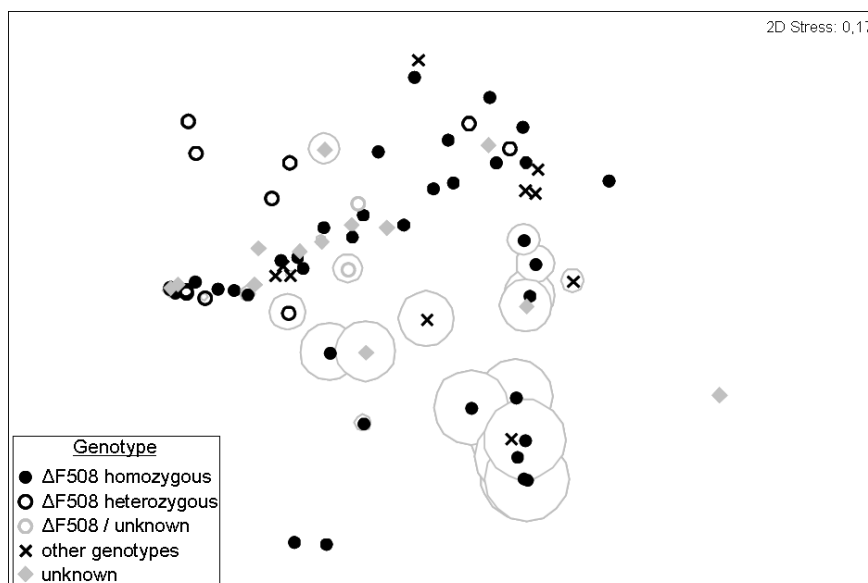 2D Stress: 0,17
Genotype
ΔF508 homozygous
ΔF508 heterozygous
ΔF508 / unknown
other genotypes
unknown